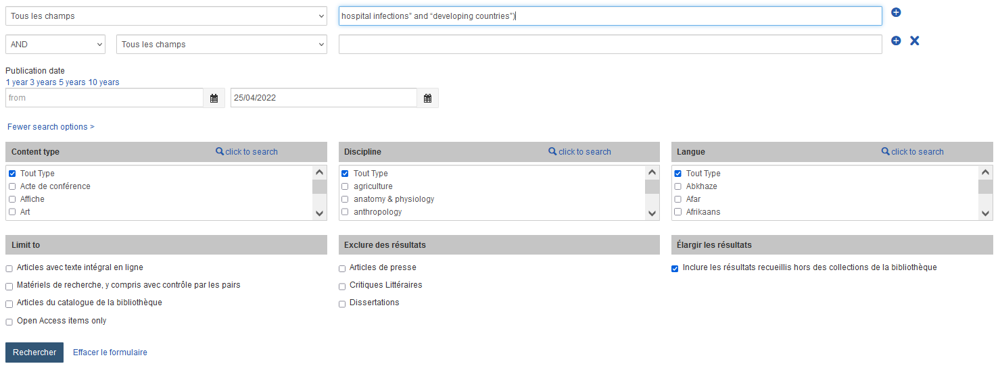 Tous les champs
hospital infections” and “developing countries”)
AND
Tous les champs
Publication date
1 year 3 years 5 years 10 years
from
25/04/2022
Fewer search options >
Content type
click to search
Tout Type
Acte de conférence
Affiche
Art
Discipline
click to search
Tout Type
agriculture
anatomy & physiology
anthropology
Langue
click to search
Tout Type
Abkhaze
Afar
Afrikaans
Limit to
Articles avec texte intégral en ligne
Matériels de recherche, y compris avec contrôle par les pairs
Articles du catalogue de la bibliothèque
Open Access items only
Exclure des résultats
Articles de presse
Critiques Littéraires
Dissertations
Élargir les résultats
Inclure les résultats recueillis hors des collections de la bibliothèque
Rechercher
Effacer le formulaire